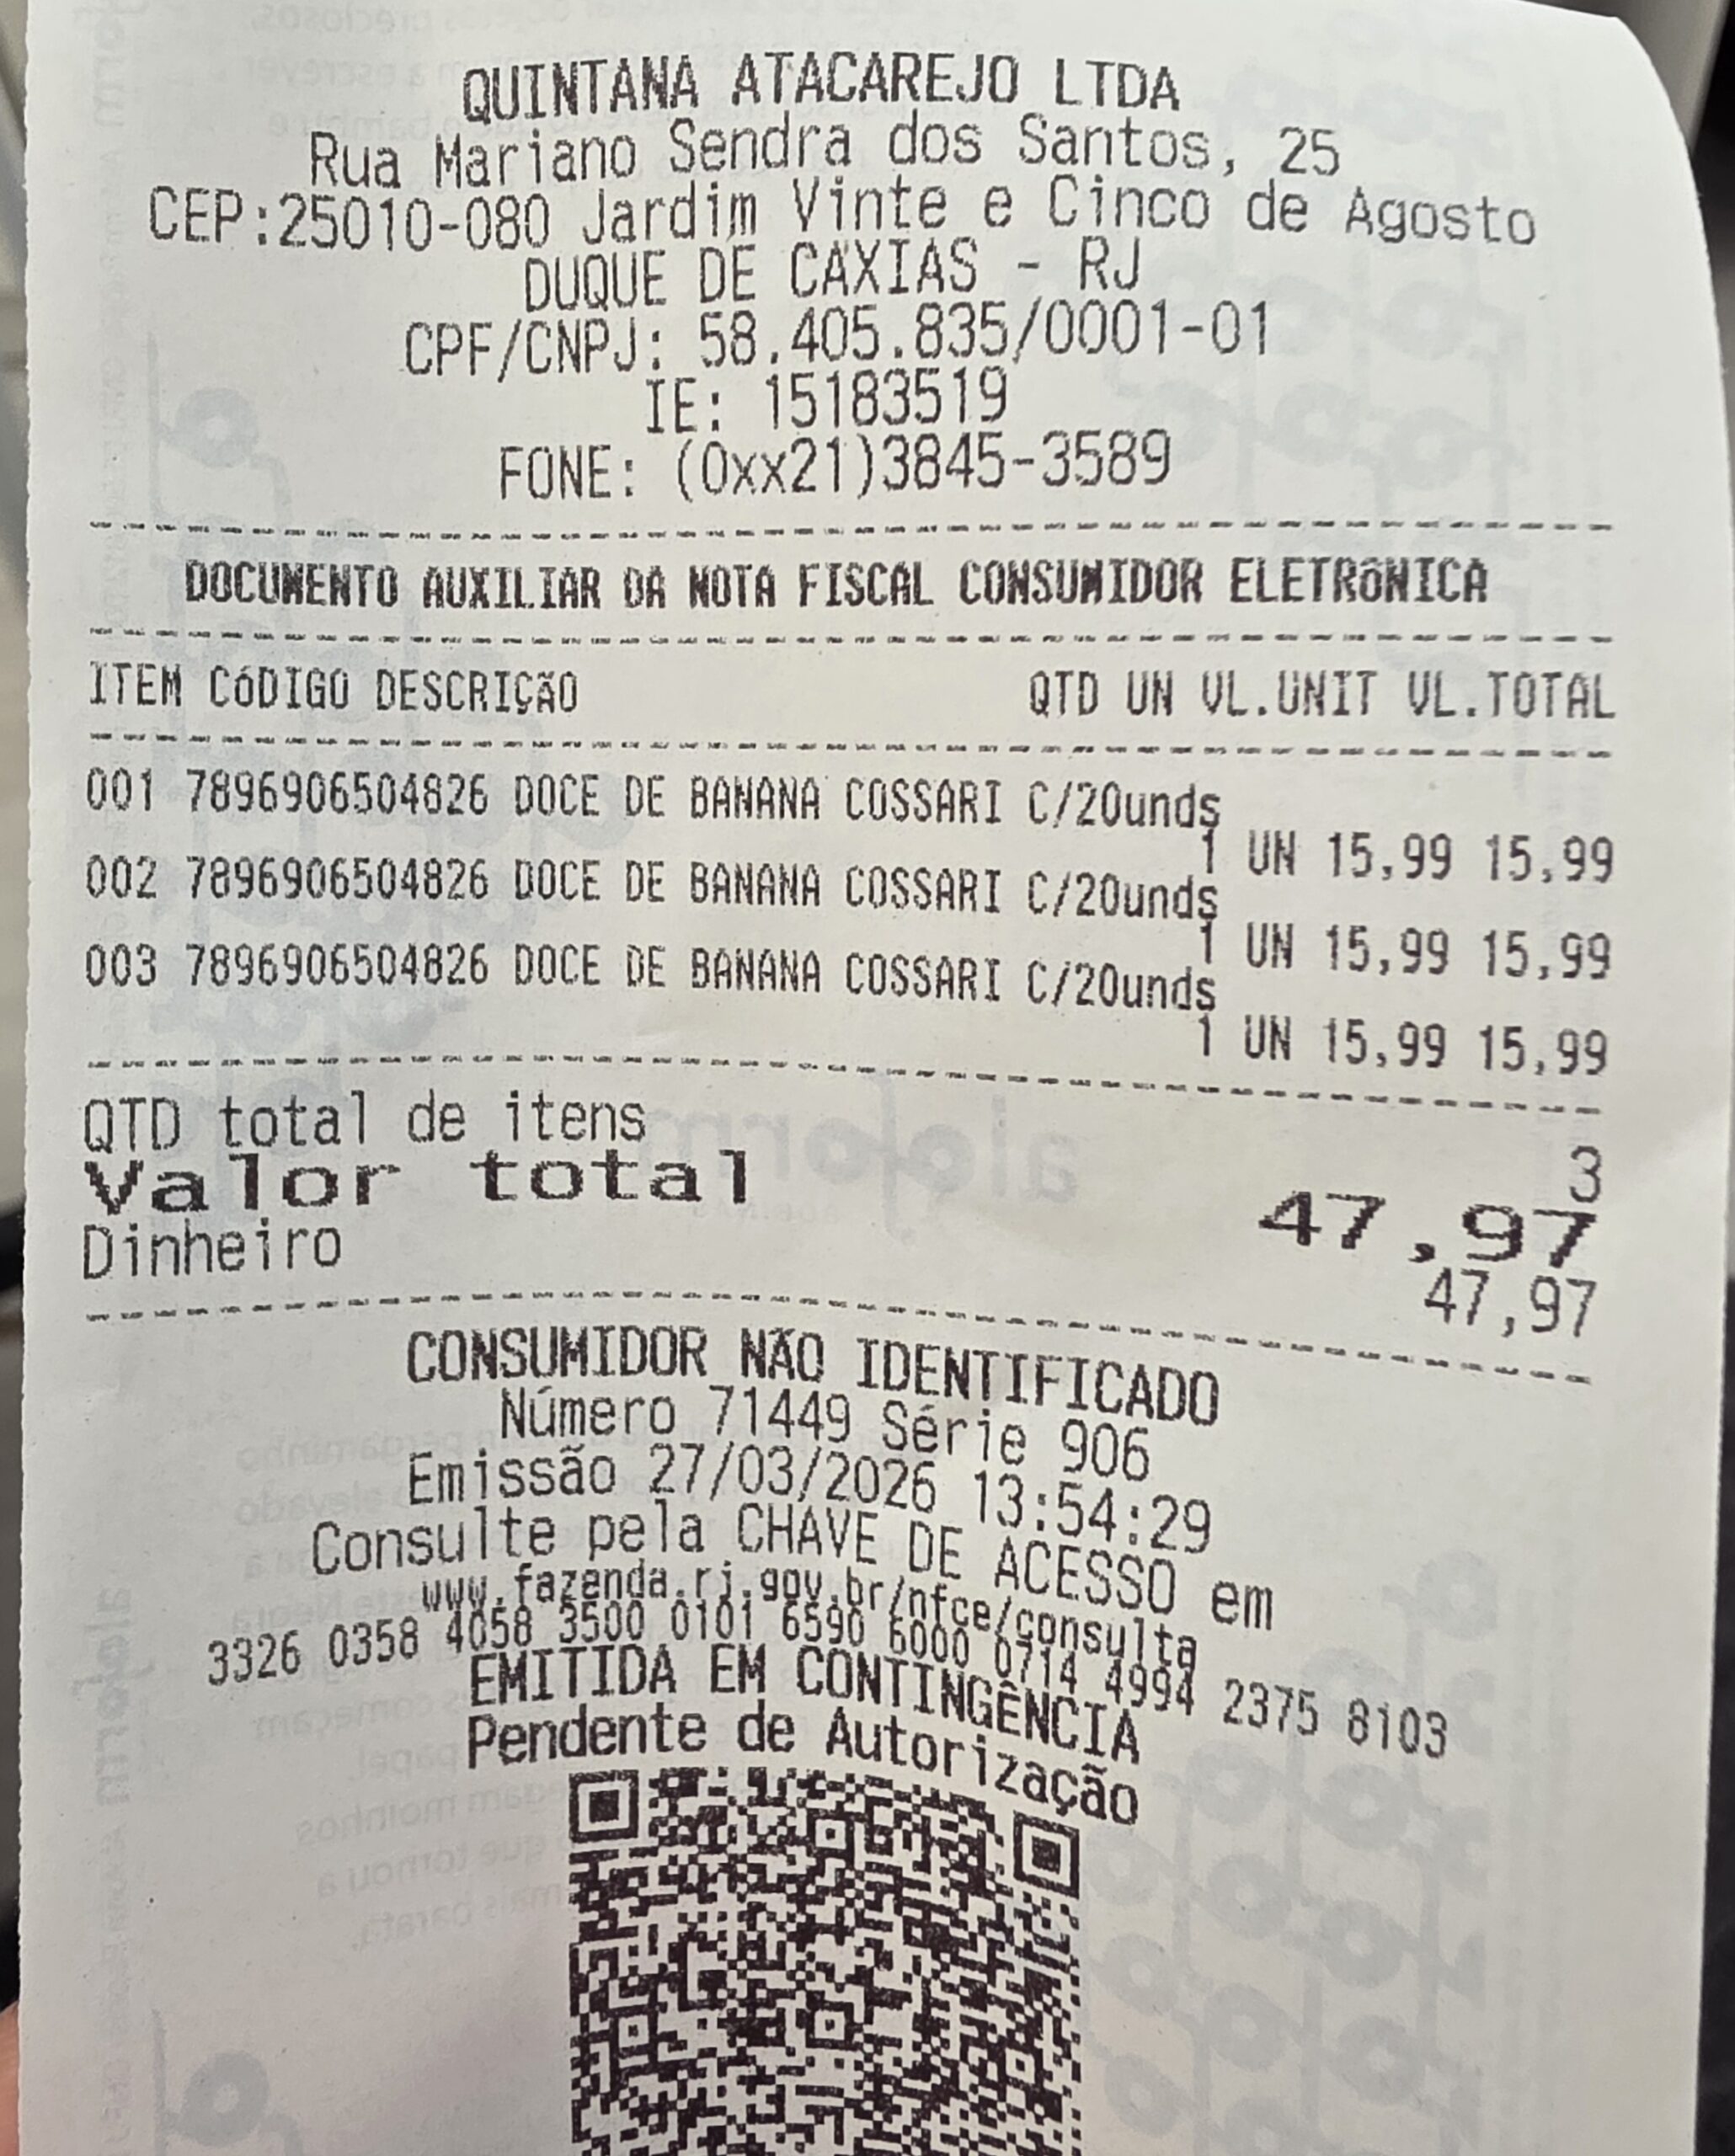 QUINTANA ATACAREJO LTDA
Rua Mariano Sendra dos Santos, 25
CEP:25010-080 Jardim Vinte e Cinco de Agosto
DUQUE DE CAXIAS - RJ
CPF/CNPJ: 58.405.835/0001-01
IE: 15183519
FONE: (0xx21)3845-3589
DOCUMENTO AUXILIAR DA NOTA FISCAL CONSUMIDOR ELETRôNICA
ITEM CóDIGO DESCRIÇÃO QTD UN VL.UNIT VL.TOTAL
001 7896906504826 DOCE DE BANANA COSSARI C/20unds
1 UN 15,99 15,99
002 7896906504826 DOCE DE BANANA COSSARI C/20unds
1 UN 15,99 15,99
003 7896906504826 DOCE DE BANANA COSSARI C/20unds
1 UN 15,99 15,99
QTD total de itens 3
Valor total 47,97
Dinheiro 47,97
CONSUMIDOR NÃO IDENTIFICADO
Número 71449 Série 906
Emissão 27/03/2026 13:54:29
Consulte pela CHAVE DE ACESSO em
www.fazenda.rj.gov.br/nfce/consulta
3326 0358 4058 3500 0101 6590 6000 0714 4994 2375 8103
EMITIDA EM CONTINGÊNCIA
Pendente de Autorização